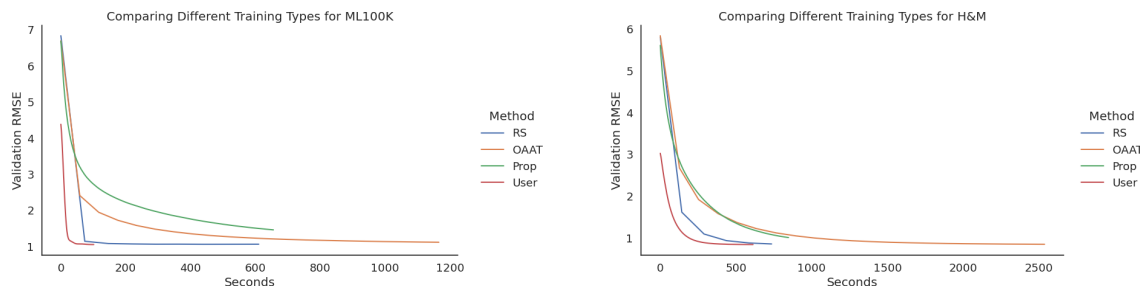 Comparing Different Training Types for ML100K
7
6
5
4
3
2
1
Validation RMSE
0
200
400
600
800
1000
1200
Seconds
Method
RS
OAAT
Prop
User
Comparing Different Training Types for H&M
6
5
4
3
2
1
Validation RMSE
0
500
1000
1500
2000
2500
Seconds
Method
RS
OAAT
Prop
User